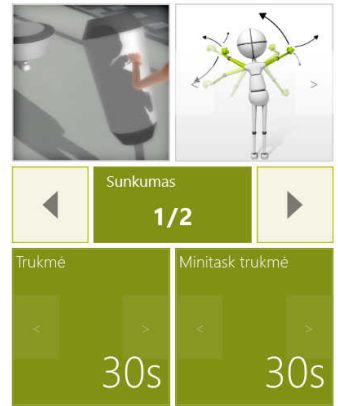 Sunkumas
1/2
Trukmė
Minitask trukmė
< > < >
30s 30s